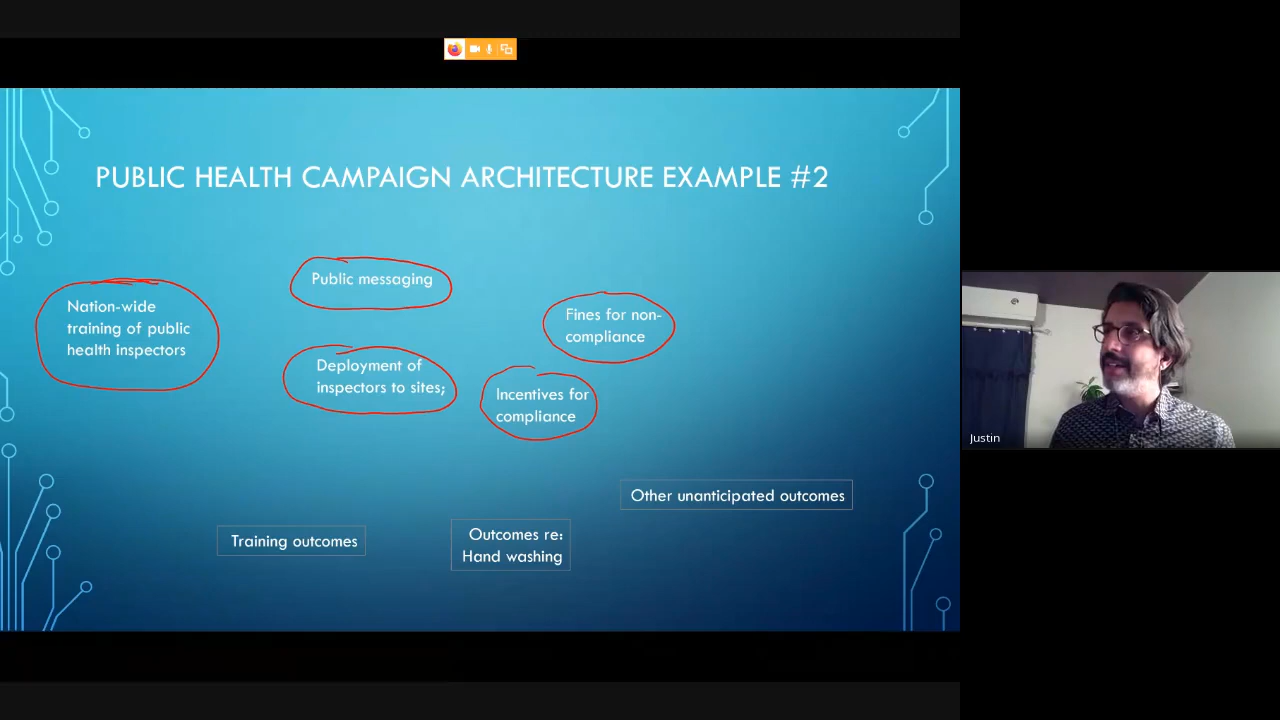 PUBLIC HEALTH CAMPAIGN ARCHITECTURE EXAMPLE #2
Public messaging
Nation-wide
training of public
health inspectors
Fines for non-
compliance
Deployment of
inspectors to sites;
Incentives for
compliance
Other unanticipated outcomes
Training outcomes
Outcomes re:
Hand washing
Justin